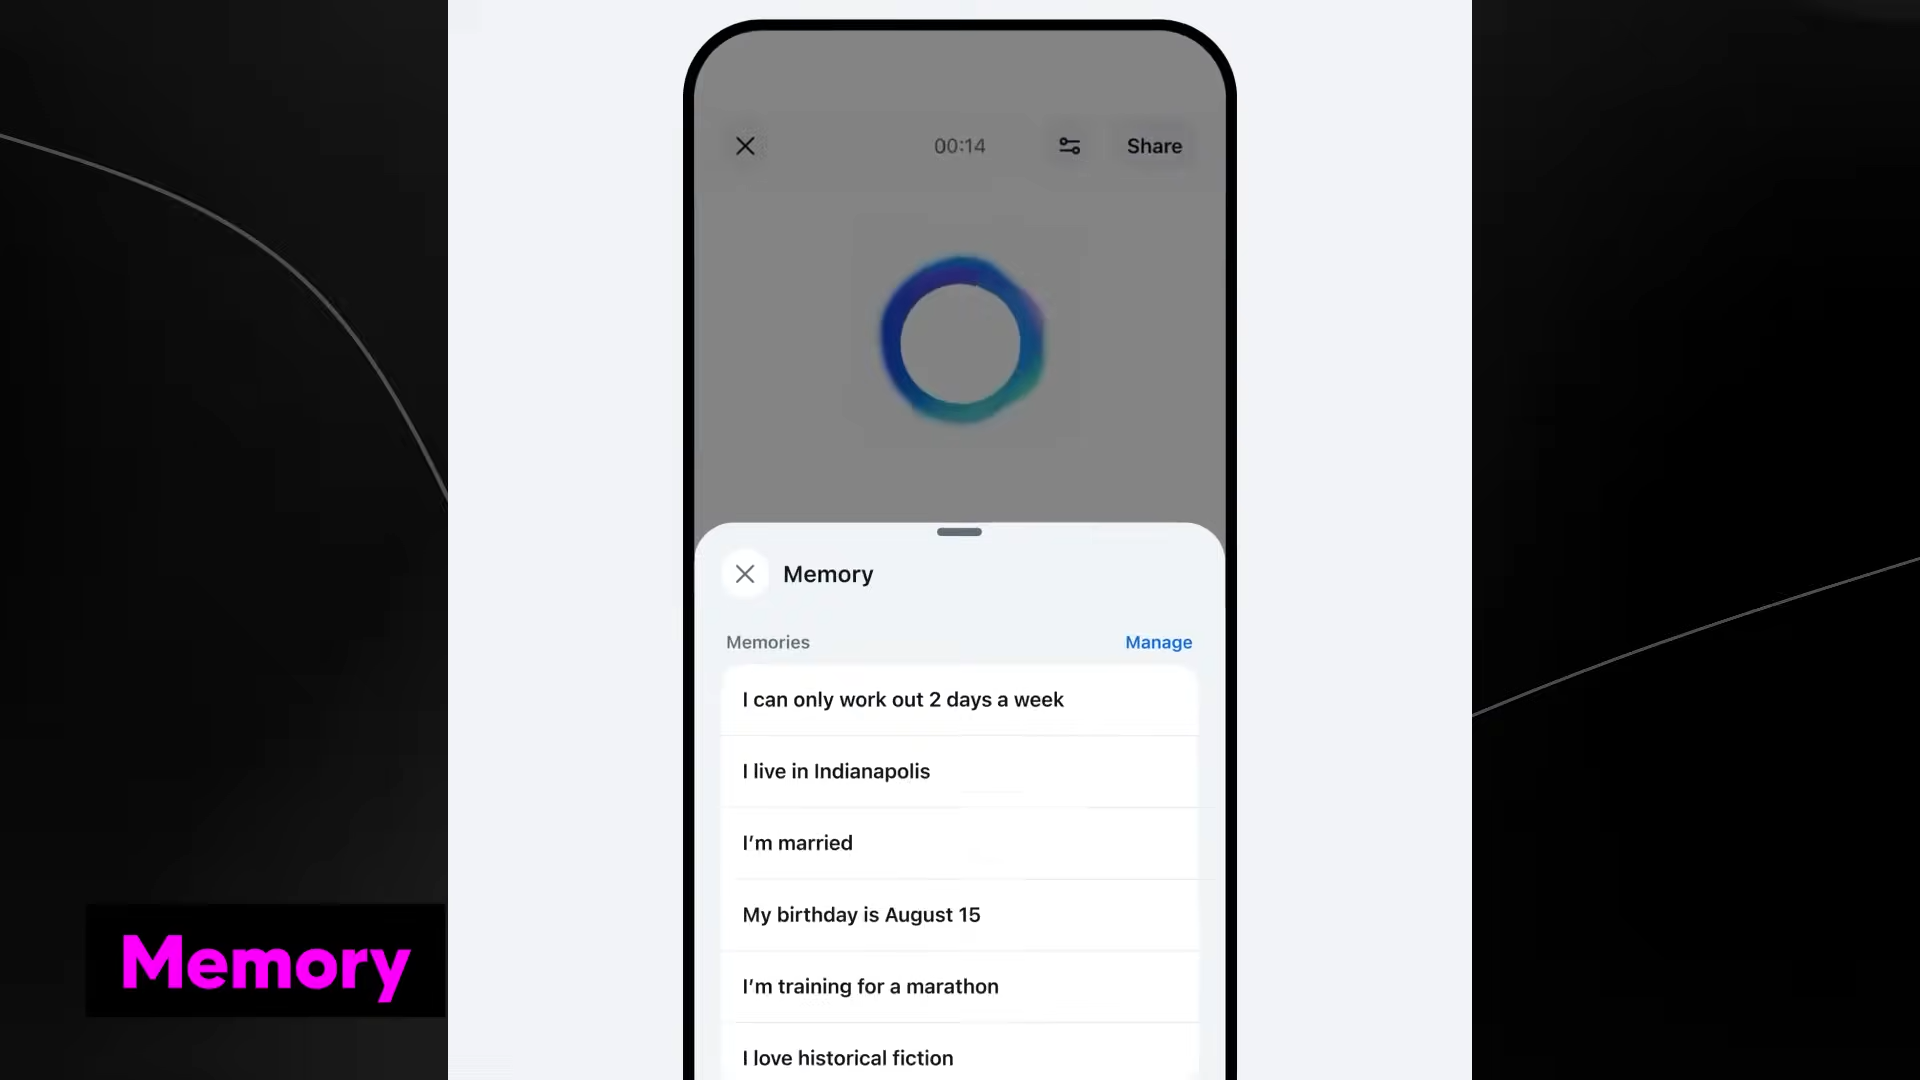 00:14
Share
Memory
Memories
Manage
I can only work out 2 days a week
I live in Indianapolis
I’m married
My birthday is August 15
I’m training for a marathon
I love historical fiction
Memory